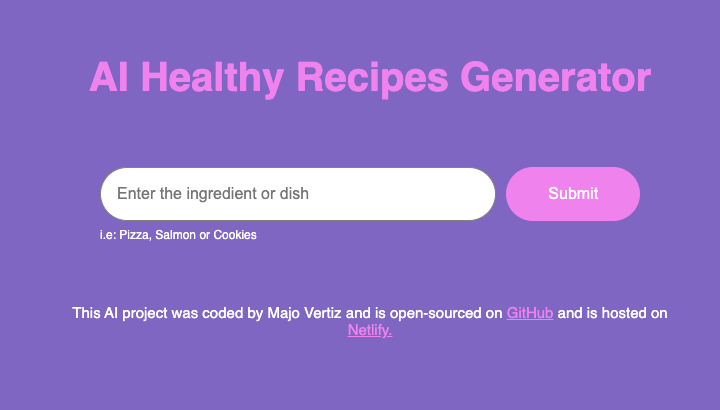 AI Healthy Recipes Generator
Enter the ingredient or dish
Submit
i.e: Pizza, Salmon or Cookies
This AI project was coded by Majo Vertiz and is open-sourced on GitHub and is hosted on
Netlify.